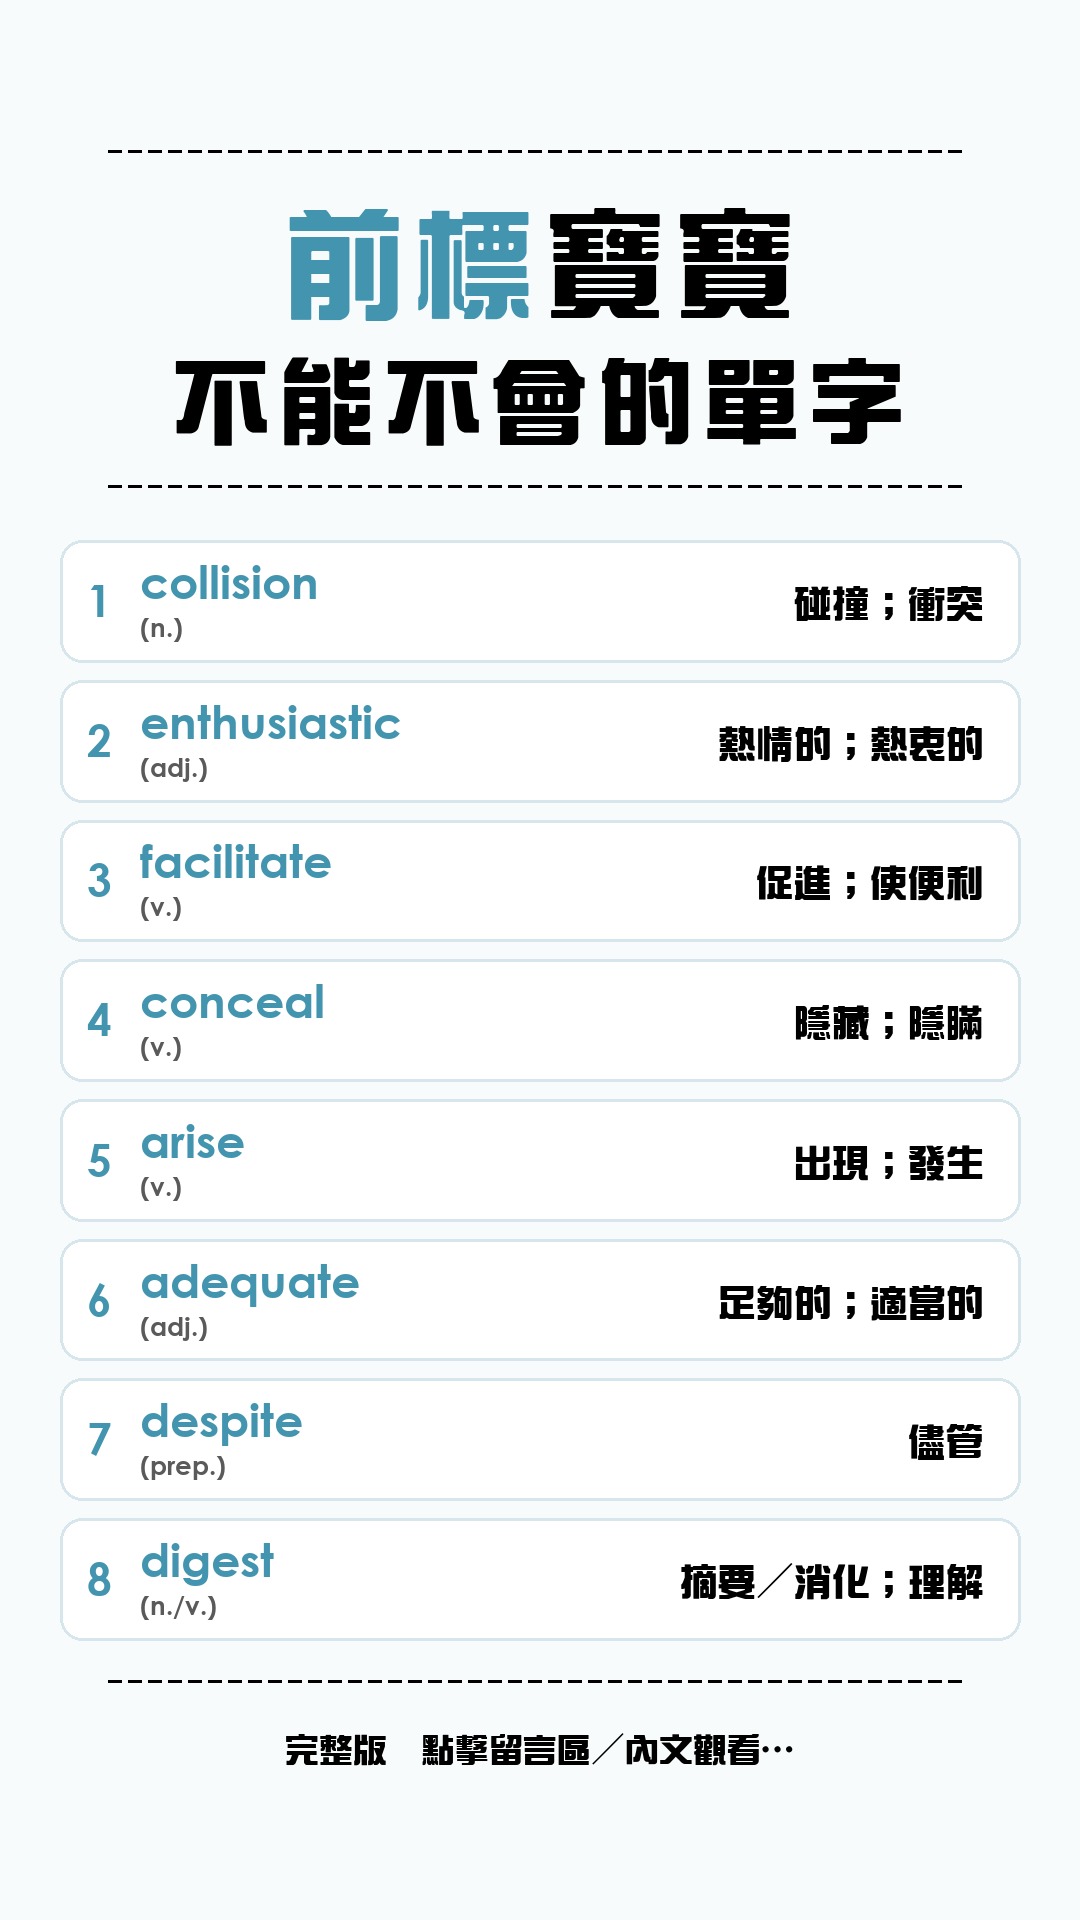 前標寶寶
不能不會的單字
1 collision 碰撞；衝突
(n.)
2 enthusiastic 熱情的；熱衷的
(adj.)
3 facilitate 促進；使便利
(v.)
4 conceal 隱藏；隱瞞
(v.)
5 arise 出現；發生
(v.)
6 adequate 足夠的；適當的
(adj.)
7 despite 儘管
(prep.)
8 digest 摘要／消化；理解
(n./v.)
完整版　點擊留言區／內文觀看…